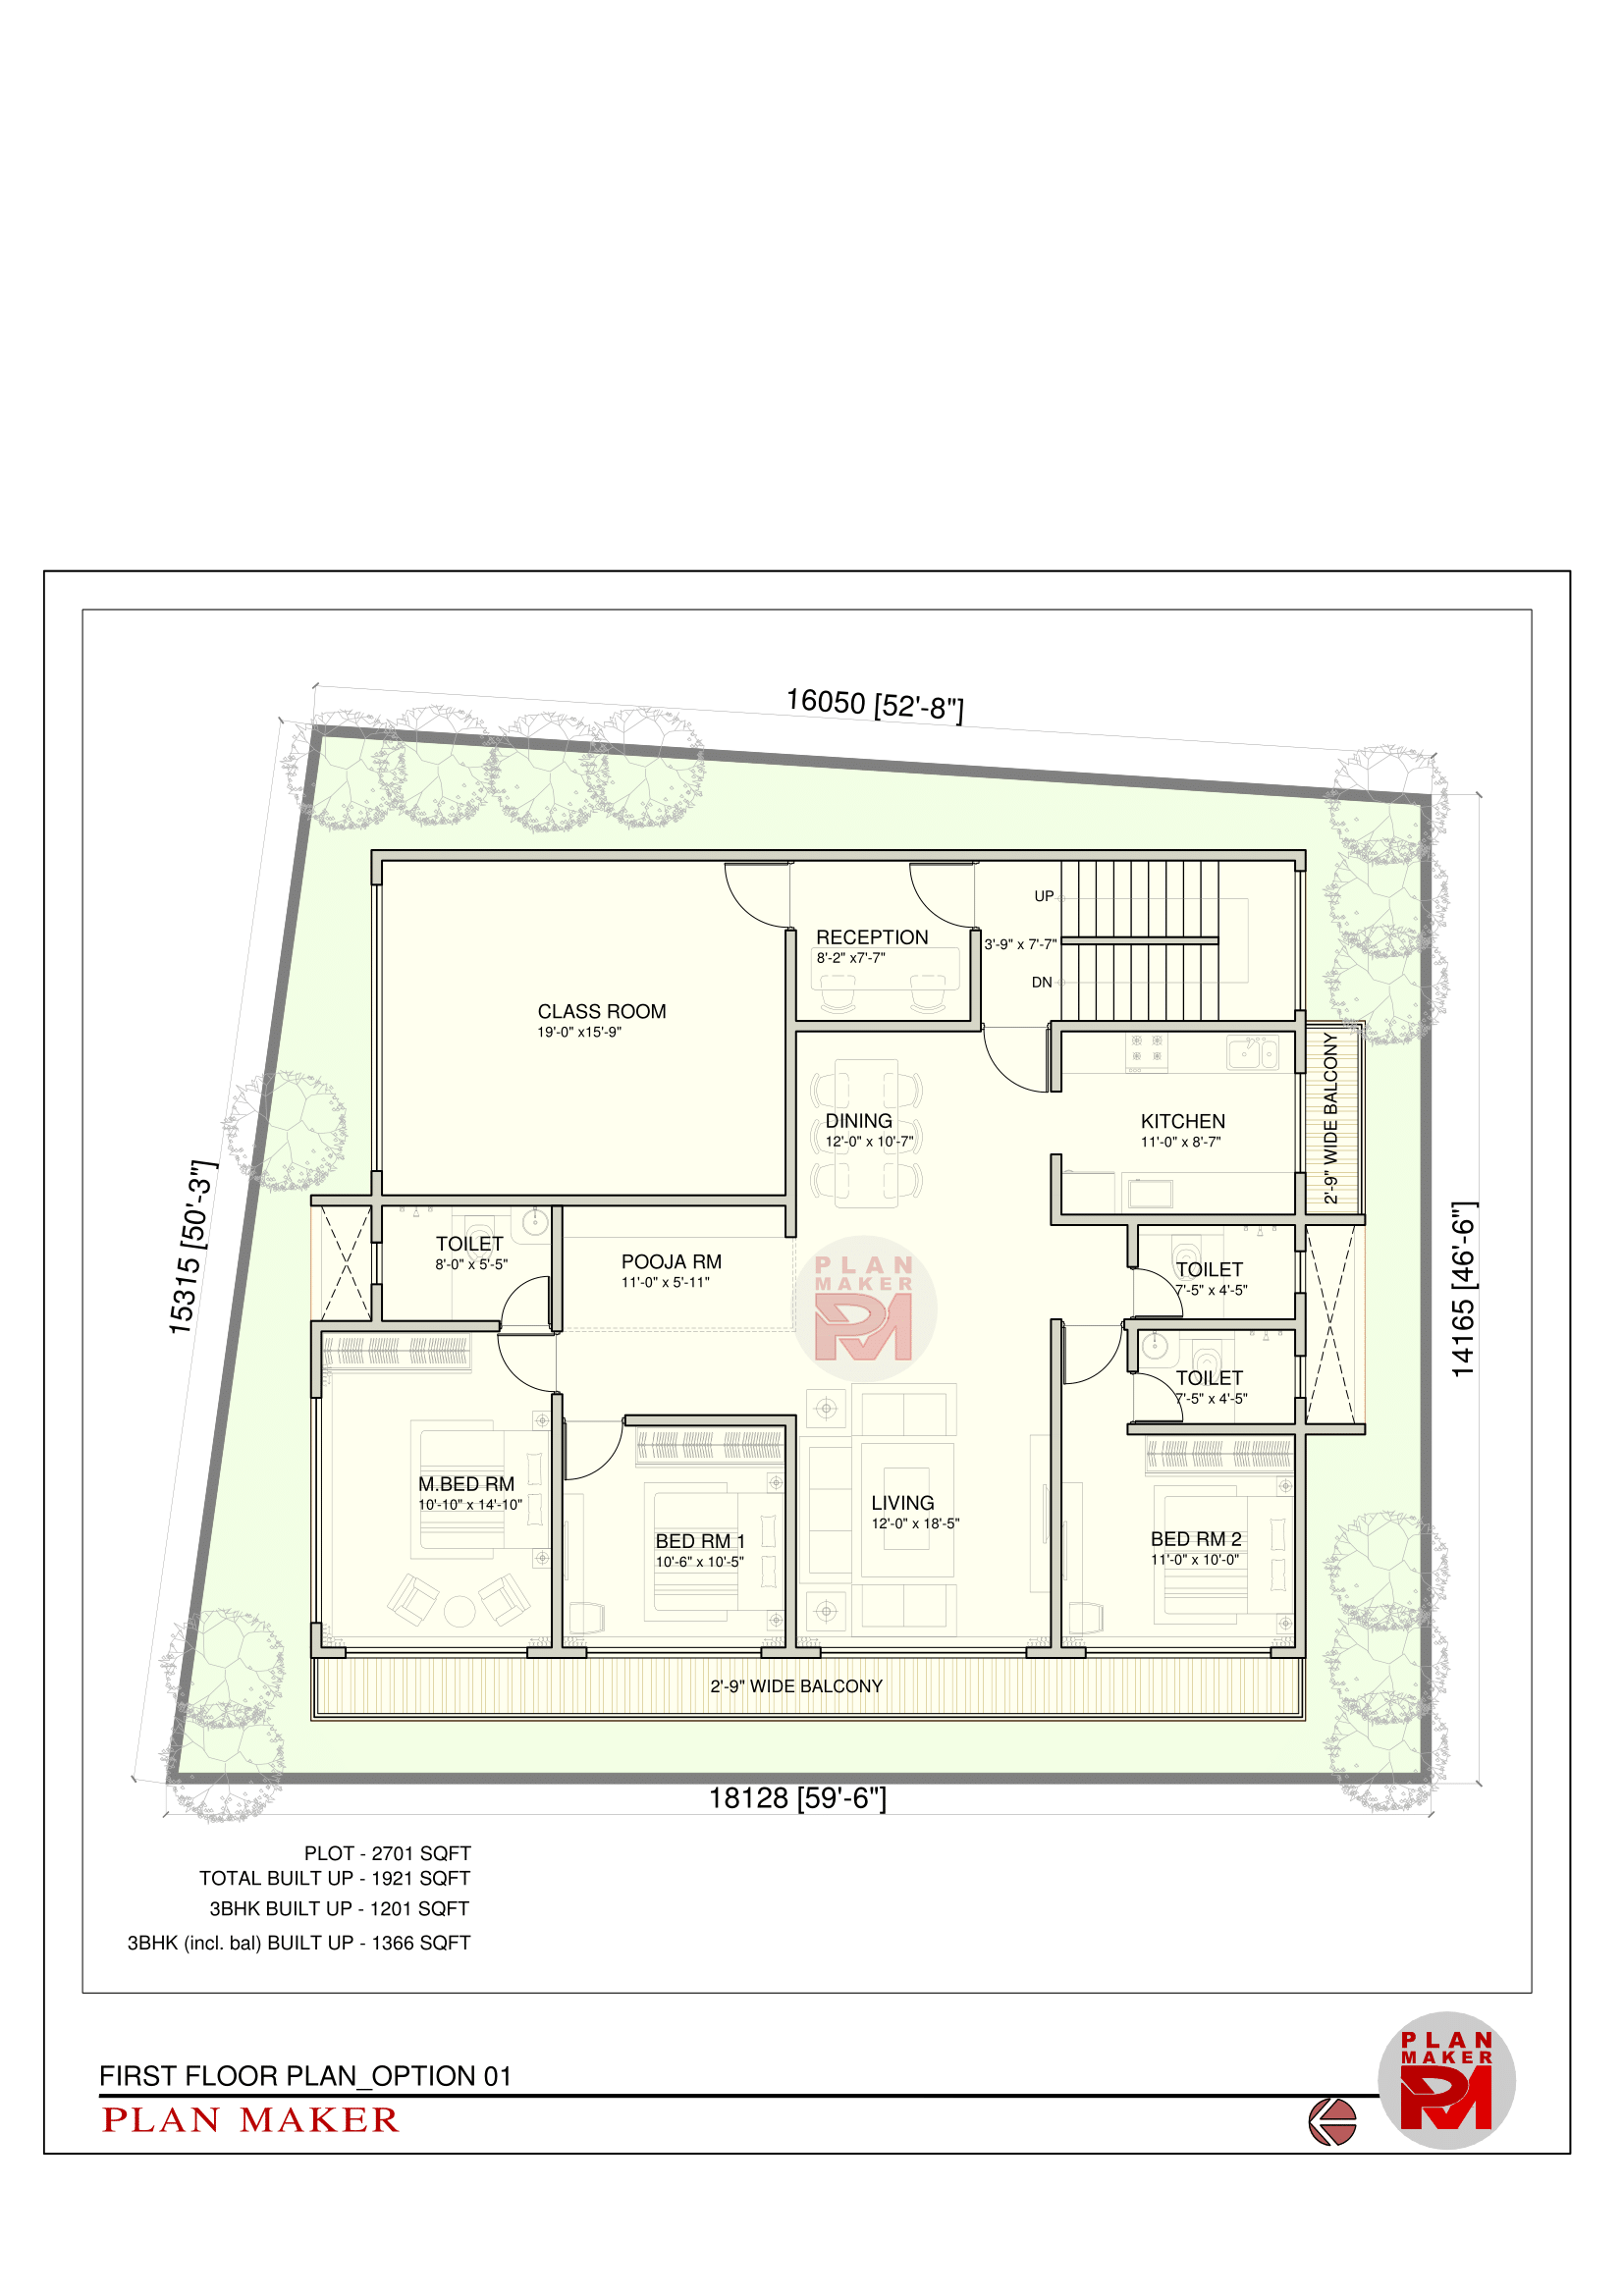 16050 [52'-8"]
UP
RECEPTION
8'-2" x7'-7"
3'-9" x 7'-7"
DN
CLASS ROOM
19'-0" x15'-9"
DINING
12'-0" x 10'-7"
KITCHEN
11'-0" x 8'-7"
2'-9" WIDE BALCONY
15315 [50'-3"]
TOILET
8'-0" x 5'-5"
POOJA RM
11'-0" x 5'-11"
PLAN
MAKER
PM
TOILET
7'-5" x 4'-5"
14165 [46'-6"]
TOILET
7'-5" x 4'-5"
M.BED RM
10'-10" x 14'-10"
BED RM 1
10'-6" x 10'-5"
LIVING
12'-0" x 18'-5"
BED RM 2
11'-0" x 10'-0"
2'-9" WIDE BALCONY
18128 [59'-6"]
PLOT - 2701 SQFT
TOTAL BUILT UP - 1921 SQFT
3BHK BUILT UP - 1201 SQFT
3BHK (incl. bal) BUILT UP - 1366 SQFT
FIRST FLOOR PLAN_OPTION 01
PLAN MAKER
PLAN
MAKER
PM